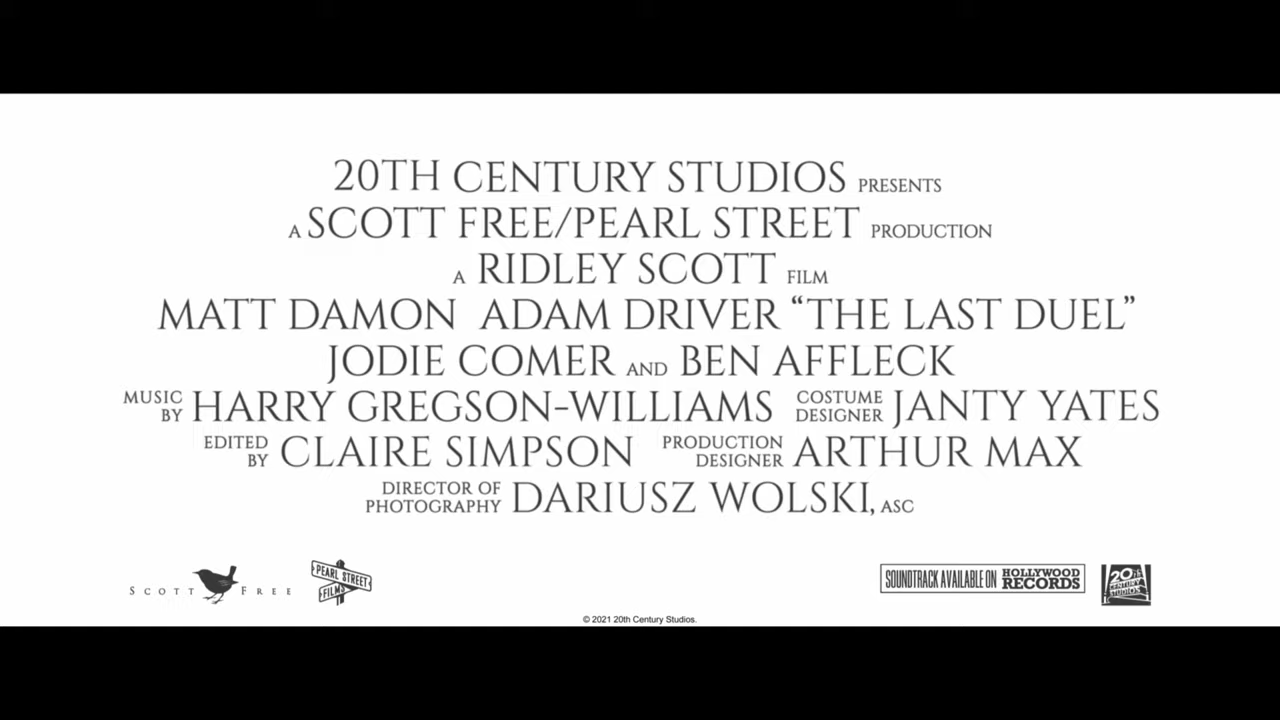 20TH CENTURY STUDIOS PRESENTS
A SCOTT FREE/PEARL STREET PRODUCTION
A RIDLEY SCOTT FILM
MATT DAMON ADAM DRIVER “THE LAST DUEL”
JODIE COMER AND BEN AFFLECK
MUSIC BY HARRY GREGSON-WILLIAMS COSTUME DESIGNER JANTY YATES
EDITED BY CLAIRE SIMPSON PRODUCTION DESIGNER ARTHUR MAX
DIRECTOR OF PHOTOGRAPHY DARIUSZ WOLSKI, ASC
SCOTT FREE
PEARL STREET
FILMS
SOUNDTRACK AVAILABLE ON HOLLYWOOD RECORDS
20TH
CENTURY
STUDIOS
© 2021 20th Century Studios.